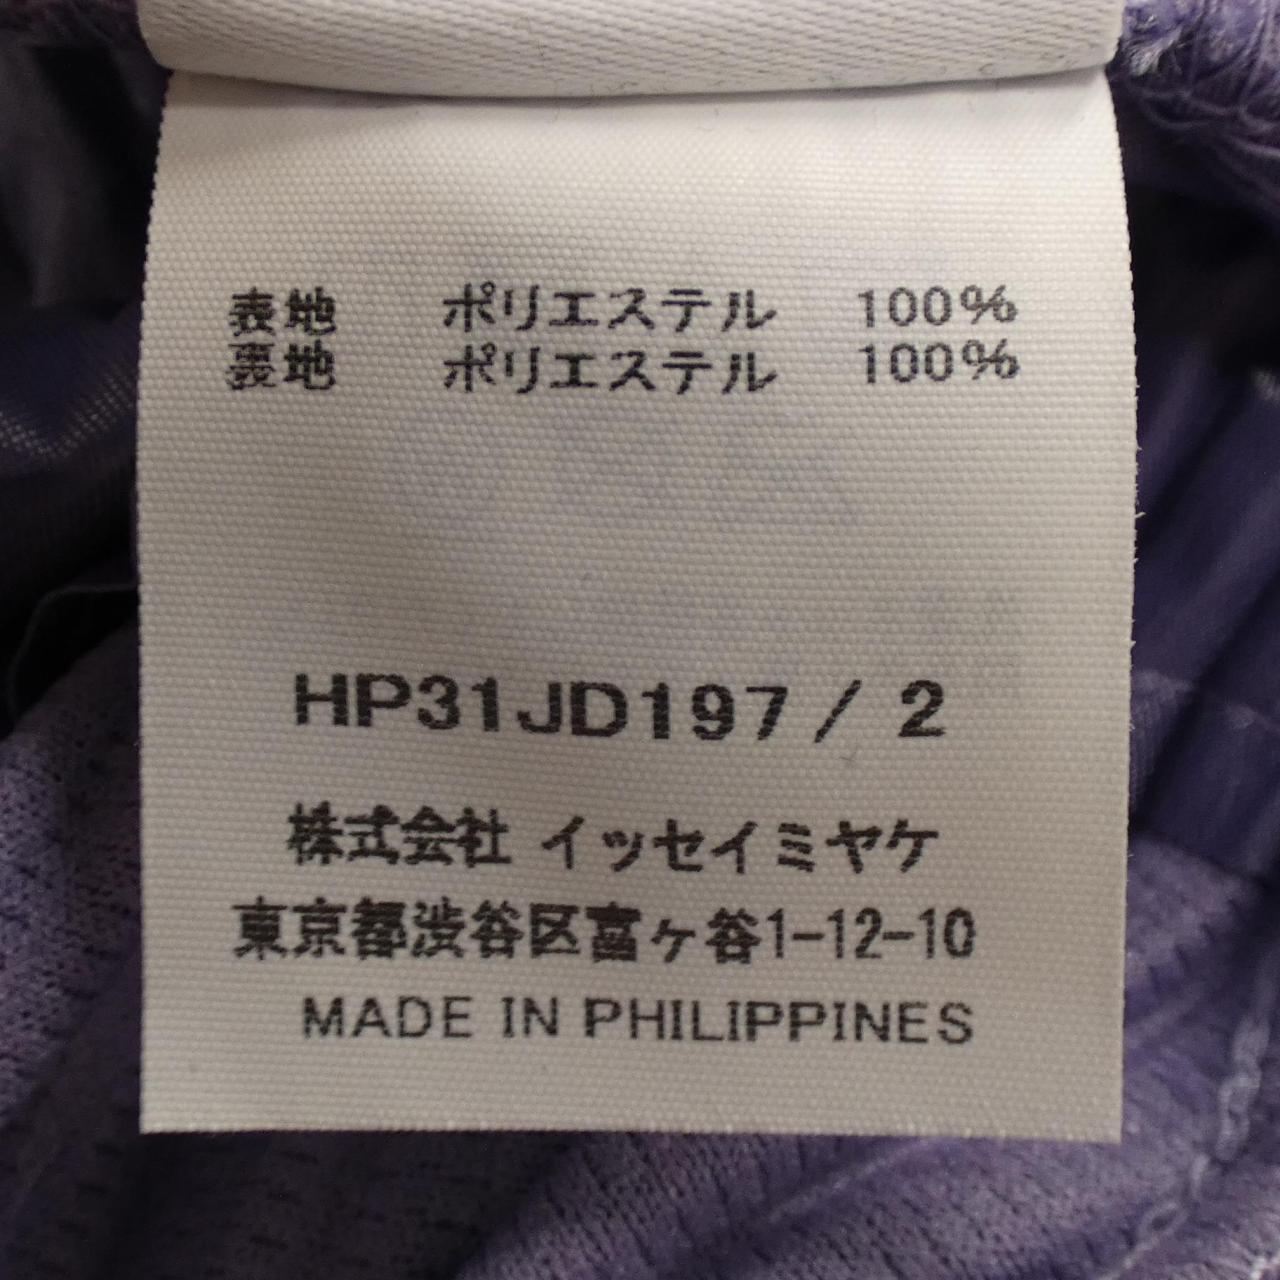 表地 ポリエステル 100%
裏地 ポリエステル 100%
HP31JD197 / 2
株式会社 イッセイミヤケ
東京都渋谷区富ヶ谷1-12-10
MADE IN PHILIPPINES